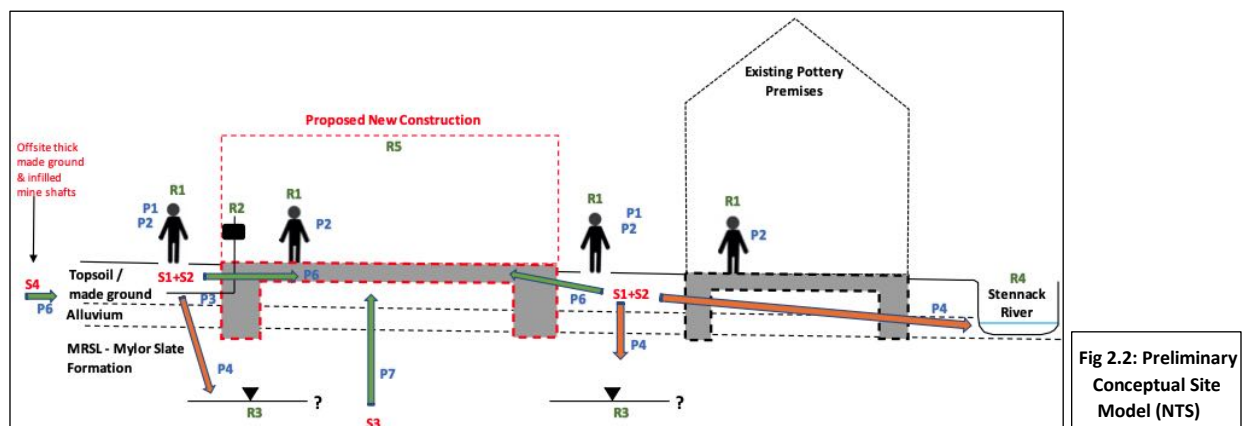 Existing Pottery
Premises
Proposed New Construction
R5
Offsite thick
made ground
& infilled
mine shafts
R1
P1
P2
R2
R1
P2
R1
P1
P2
R1
P2
S4
P6
Topsoil /
made ground
S1+S2
P3
P6
P6
S1+S2
R4
Stennack
River
P4
Alluvium
MRSL - Mylor Slate
Formation
P4
P7
P4
R3
?
S3
R3
?
Fig 2.2: Preliminary
Conceptual Site
Model (NTS)